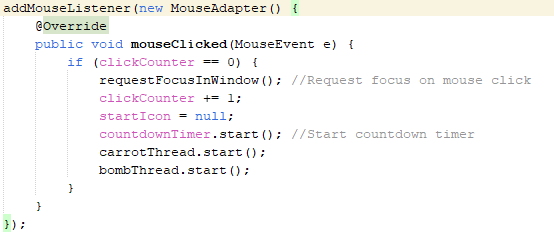 addMouseListener(new MouseAdapter() {
@Override
public void mouseClicked(MouseEvent e) {
if (clickCounter == 0) {
requestFocusInWindow(); //Request focus on mouse click
clickCounter += 1;
startIcon = null;
countdownTimer.start(); //Start countdown timer
carrotThread.start();
bombThread.start();
}
}
});